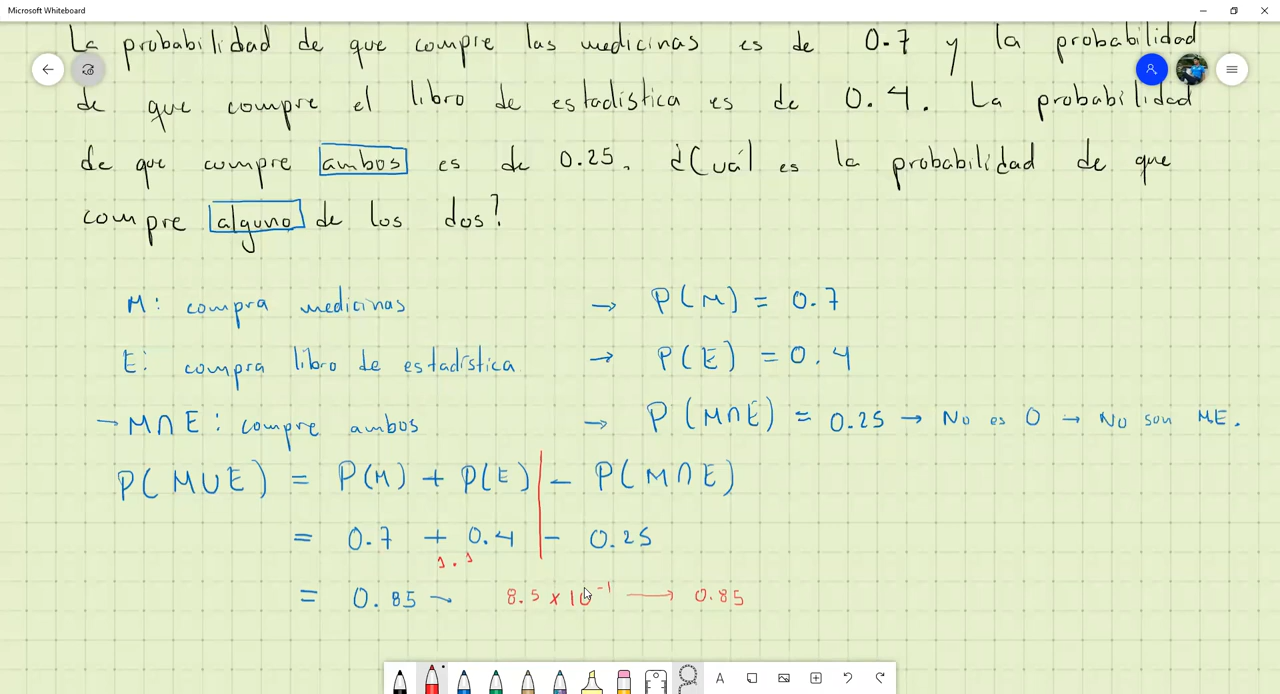 Microsoft Whiteboard
La probabilidad de que compre las medicinas es de 0.7 y la probabilidad
de que compre el libro de estadística es de 0.4. La probabilidad
de que compre ambos es de 0.25. ¿Cuál es la probabilidad de que
compre alguno de los dos?
M: compra medicinas → P(M) = 0.7
E: compra libro de estadística → P(E) = 0.4
→ M∩E: compre ambos → P(M∩E) = 0.25 → No es 0 → No son ME.
P(M∪E) = P(M) + P(E) - P(M∩E)
= 0.7 + 0.4 - 0.25
1.1
= 0.85 → 8.5 x 10⁻¹ → 0.85
A